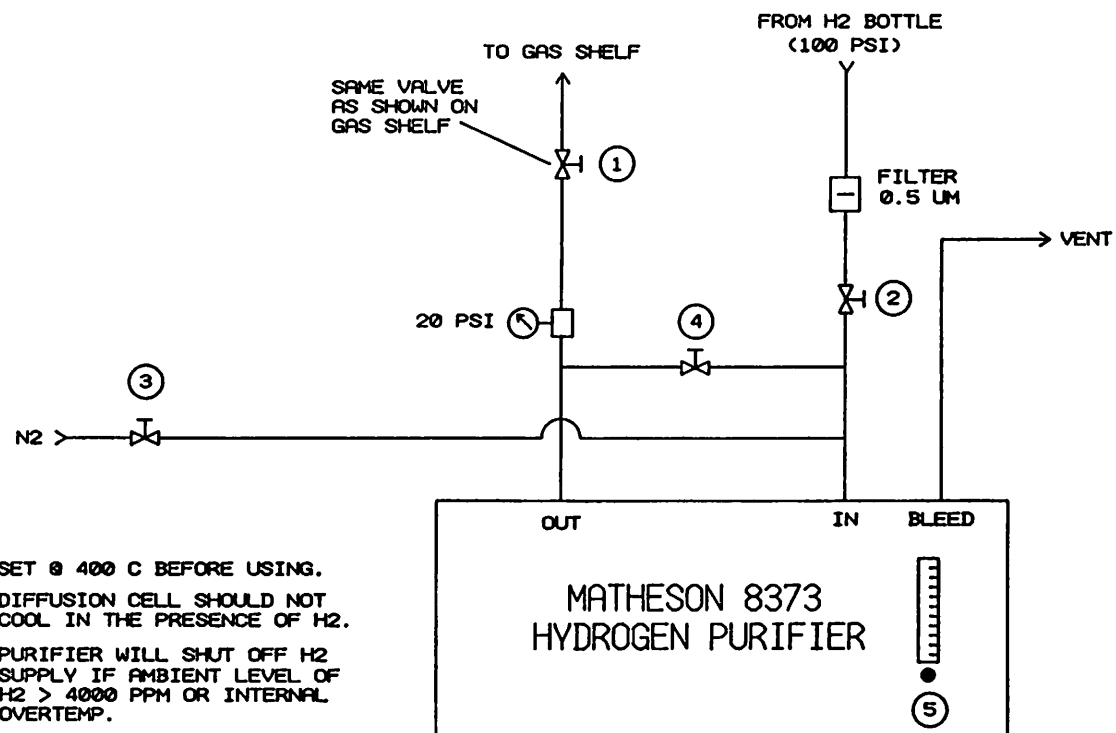 FROM H2 BOTTLE
(100 PSI)
TO GAS SHELF
SAME VALVE
AS SHOWN ON
GAS SHELF
1
FILTER
0.5 UM
VENT
2
20 PSI
4
3
N2
OUT
IN
BLEED
SET @ 400 C BEFORE USING.
DIFFUSION CELL SHOULD NOT
COOL IN THE PRESENCE OF H2.
PURIFIER WILL SHUT OFF H2
SUPPLY IF AMBIENT LEVEL OF
H2 > 4000 PPM OR INTERNAL
OVERTEMP.
MATHESON 8373
HYDROGEN PURIFIER
5